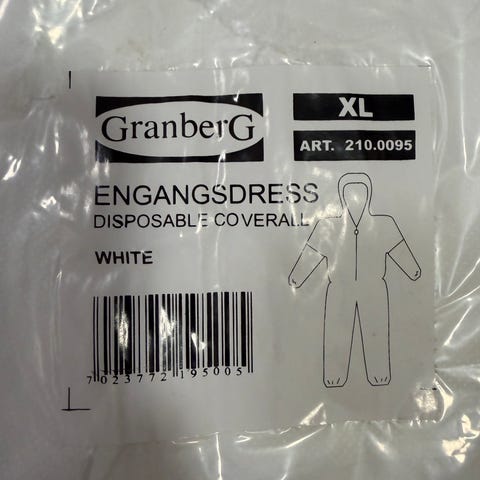 GranberG
XL
ART. 210.0095
ENGANGSDRESS
DISPOSABLE COVERALL
WHITE
7 023772 195005